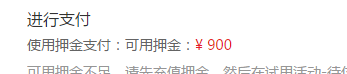 进行支付
使用押金支付：可用押金：¥ 900
可用押金不足，请先充值押金，然后在试用活动-待付